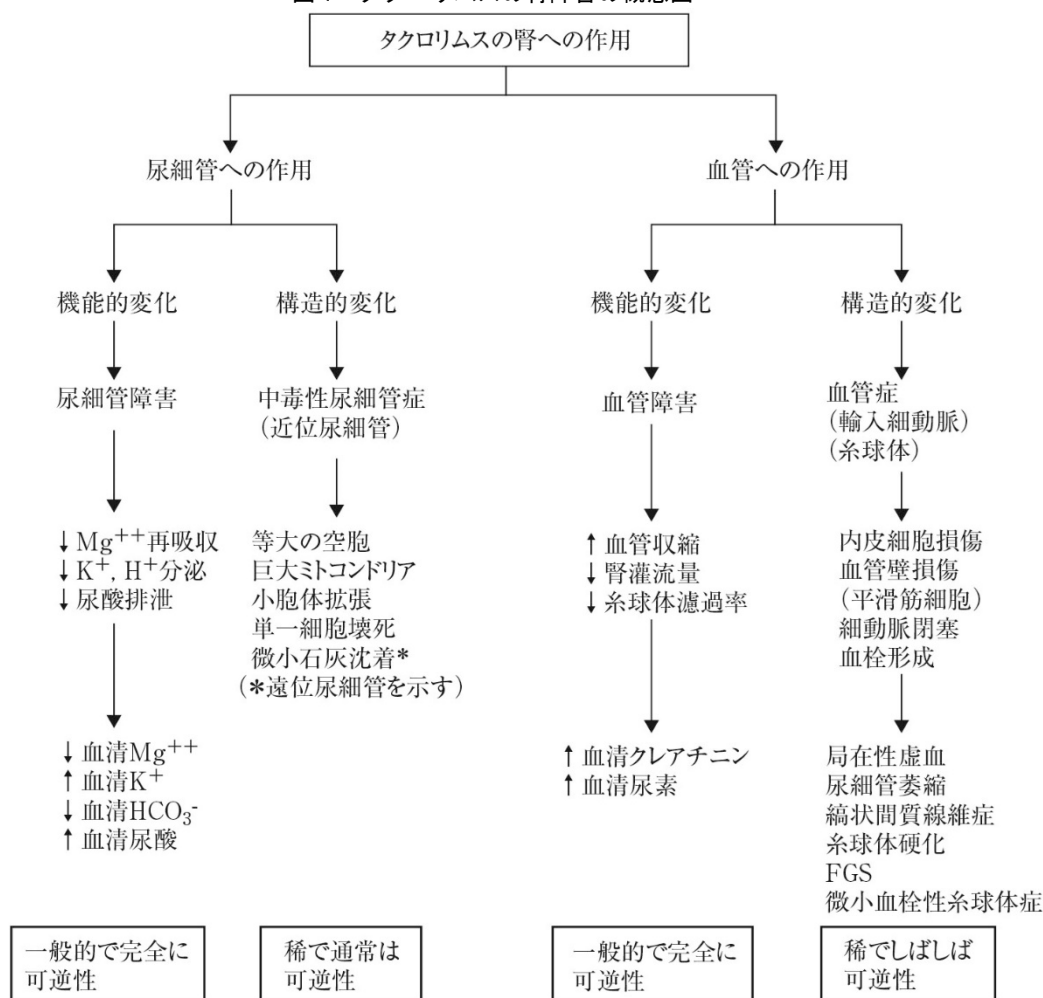 タクロリムスの腎への作用
尿細管への作用
血管への作用
機能的変化
構造的変化
機能的変化
構造的変化
尿細管障害
中毒性尿細管症
(近位尿細管)
血管障害
血管症
(輸入細動脈)
(糸球体)
↓Mg++再吸収
↓K+, H+分泌
↓尿酸排泄
等大の空胞
巨大ミトコンドリア
小胞体拡張
単一細胞壊死
微小石灰沈着*
(*遠位尿細管を示す)
↑血管収縮
↓腎灌流量
↓糸球体濾過率
内皮細胞損傷
血管壁損傷
(平滑筋細胞)
細動脈閉塞
血栓形成
↓血清Mg++
↑血清K+
↓血清HCO3-
↑血清尿酸
↑血清クレアチニン
↑血清尿素
局在性虚血
尿細管萎縮
縞状間質線維症
糸球体硬化
FGS
微小血栓性糸球体症
一般的で完全に
可逆性
稀で通常は
可逆性
一般的で完全に
可逆性
稀でしばしば
可逆性